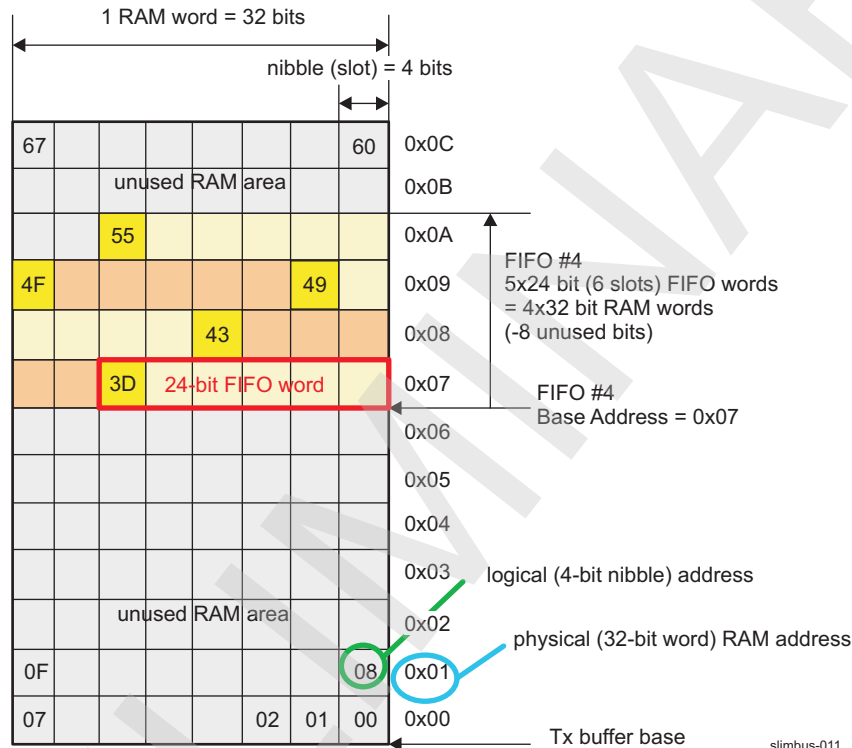 1 RAM word = 32 bits
nibble (slot) = 4 bits
67 60 0x0C
unused RAM area 0x0B
55 0x0A
FIFO #4
4F 49 0x09
5x24 bit (6 slots) FIFO words
= 4x32 bit RAM words
43 0x08
(-8 unused bits)
3D 24-bit FIFO word 0x07
FIFO #4
Base Address = 0x07
0x06
0x05
0x04
0x03
logical (4-bit nibble) address
unused RAM area 0x02
physical (32-bit word) RAM address
0F 08 0x01
07 02 01 00 0x00
Tx buffer base
slimbus-011